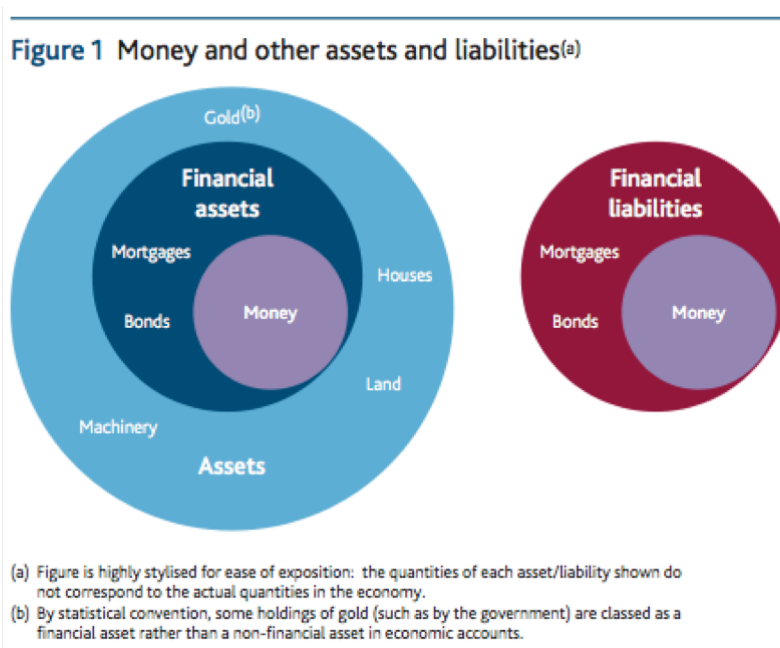 Figure 1 Money and other assets and liabilities(a)
Gold(b)
Financial
assets
Mortgages
Bonds
Money
Houses
Land
Machinery
Assets
Financial
liabilities
Mortgages
Bonds
Money
(a) Figure is highly stylised for ease of exposition: the quantities of each asset/liability shown do
not correspond to the actual quantities in the economy.
(b) By statistical convention, some holdings of gold (such as by the government) are classed as a
financial asset rather than a non-financial asset in economic accounts.